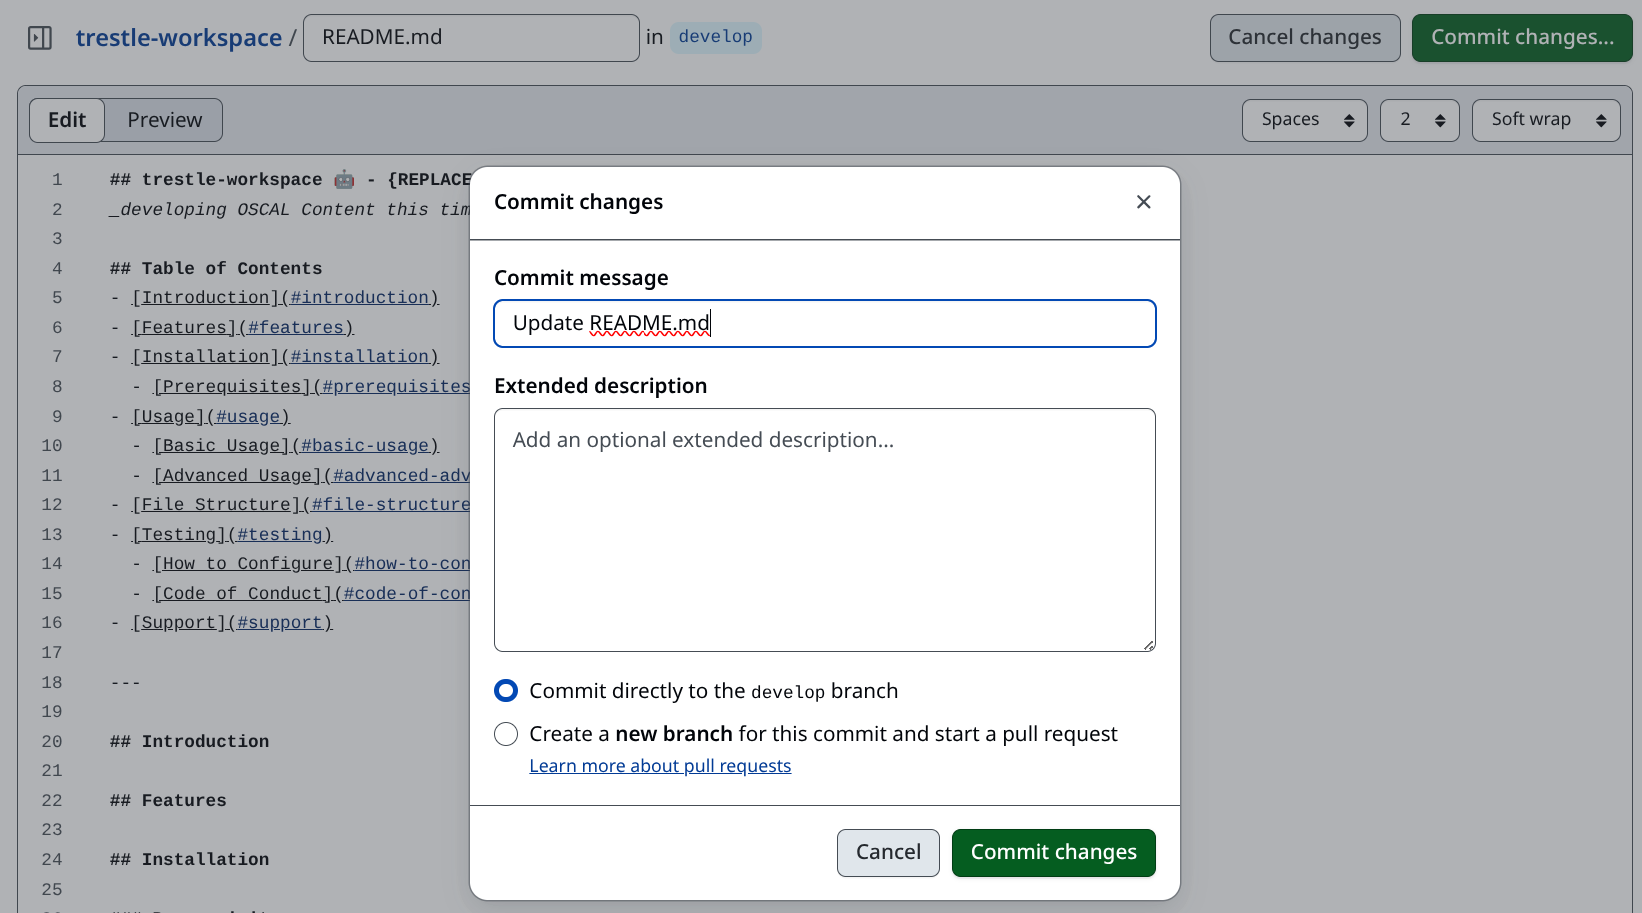 trestle-workspace / README.md in develop Cancel changes Commit changes...
Edit Preview Spaces 2 Soft wrap
1 ## trestle-workspace 🤖 - {REPLACE
2 _developing OSCAL Content this tim
3
4 ## Table of Contents
5 - [Introduction](#introduction)
6 - [Features](#features)
7 - [Installation](#installation)
8 - [Prerequisites](#prerequisites
9 - [Usage](#usage)
10 - [Basic Usage](#basic-usage)
11 - [Advanced Usage](#advanced-adv
12 - [File Structure](#file-structure
13 - [Testing](#testing)
14 - [How to Configure](#how-to-con
15 - [Code of Conduct](#code-of-con
16 - [Support](#support)
17
18 ---
19
20 ## Introduction
21
22 ## Features
23
24 ## Installation
25
Commit changes
Commit message
Update README.md
Extended description
Add an optional extended description...
Commit directly to the develop branch
Create a new branch for this commit and start a pull request
Learn more about pull requests
Cancel Commit changes